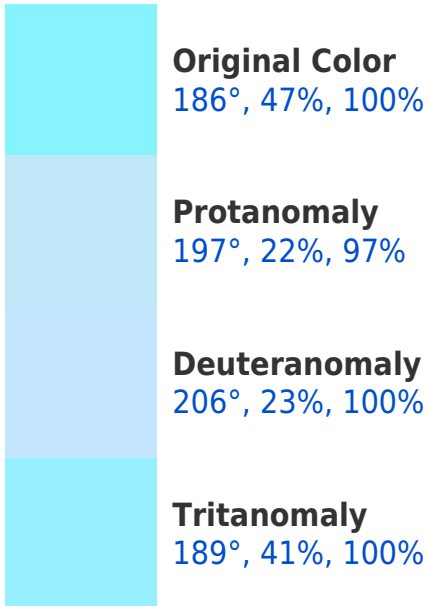 Original Color
186°, 47%, 100%
Protanomaly
197°, 22%, 97%
Deuteranomaly
206°, 23%, 100%
Tritanomaly
189°, 41%, 100%